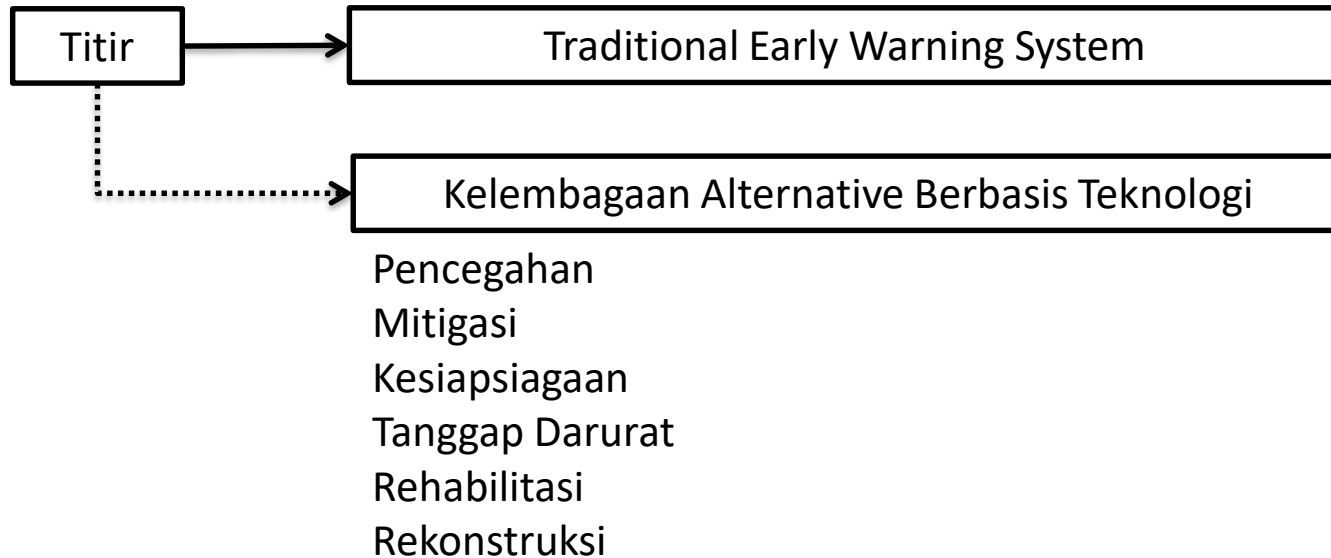 Titir
Traditional Early Warning System
Kelembagaan Alternative Berbasis Teknologi
Pencegahan
Mitigasi
Kesiapsiagaan
Tanggap Darurat
Rehabilitasi
Rekonstruksi